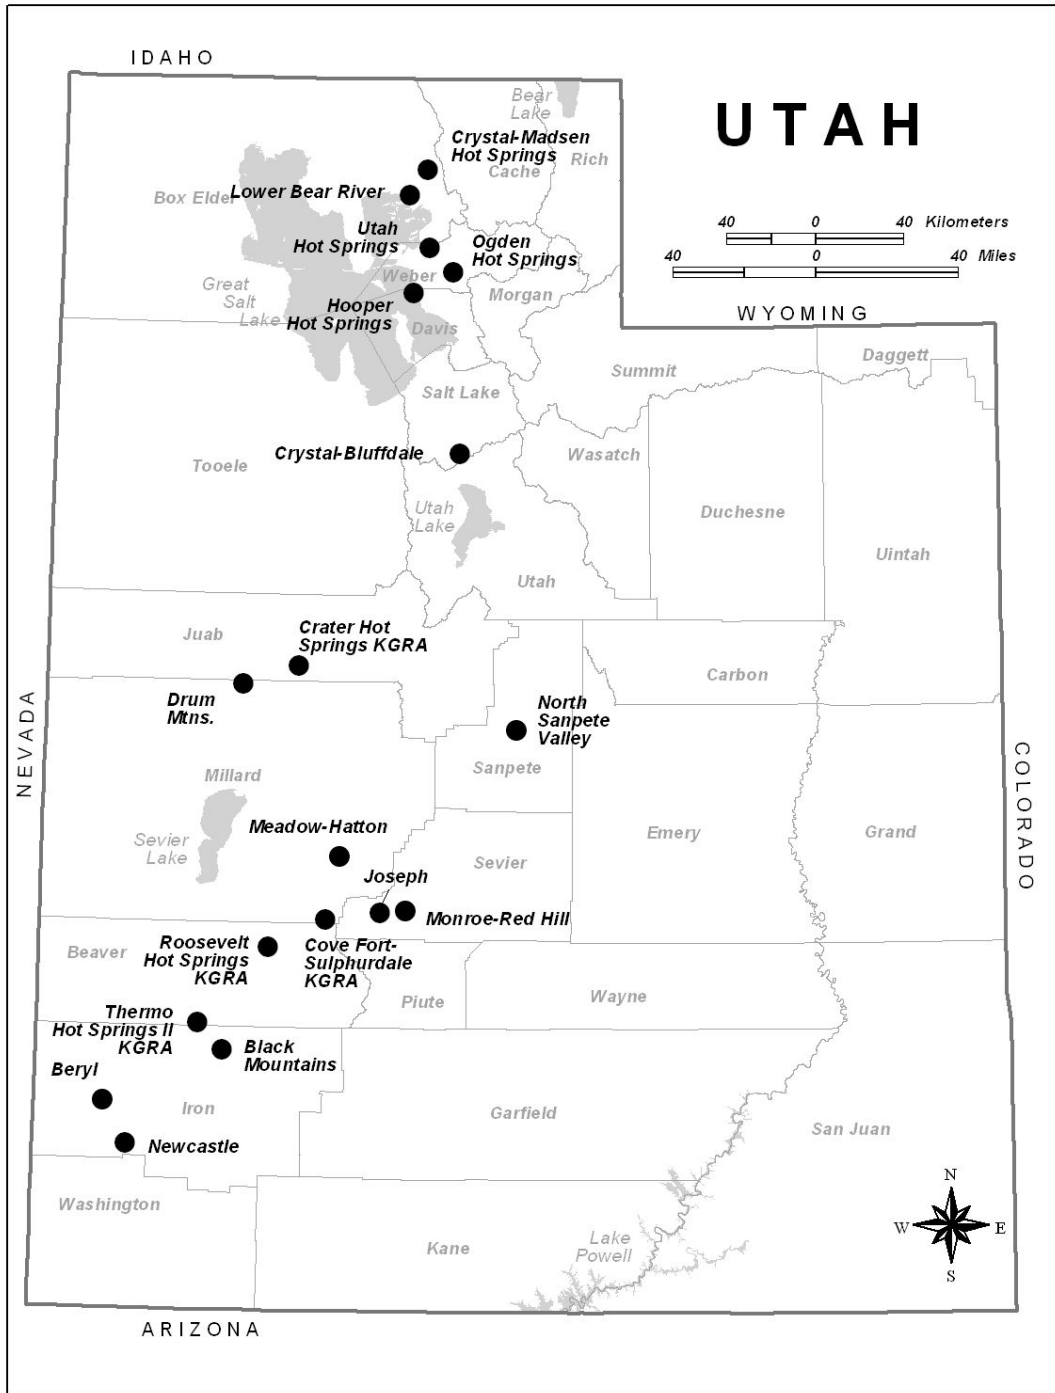 IDAHO
UTAH
Bear
Lake
Crystal-Madsen
Hot Springs
Cache
Rich
Box Elder
Lower Bear River
Utah
Hot Springs
Ogden
Hot Springs
Weber
Morgan
Great
Salt
Lake
Hooper
Hot Springs
Davis
40 0 40 Kilometers
40 0 40 Miles
WYOMING
Daggett
Summit
Salt Lake
Crystal-Bluffdale
Wasatch
Tooele
Utah
Lake
Duchesne
Uintah
Utah
Juab
Crater Hot
Springs KGRA
Carbon
Drum
Mtns.
North
Sanpete
Valley
NEVADA
COLORADO
Sanpete
Millard
Meadow-Hatton
Sevier
Lake
Emery
Grand
Sevier
Joseph
Monroe-Red Hill
Roosevelt
Hot Springs
KGRA
Cove Fort-
Sulphurdale
KGRA
Beaver
Piute
Wayne
Thermo
Hot Springs II
KGRA
Black
Mountains
Beryl
Iron
Garfield
San Juan
Newcastle
Washington
Kane
Lake
Powell
N
W E
S
ARIZONA